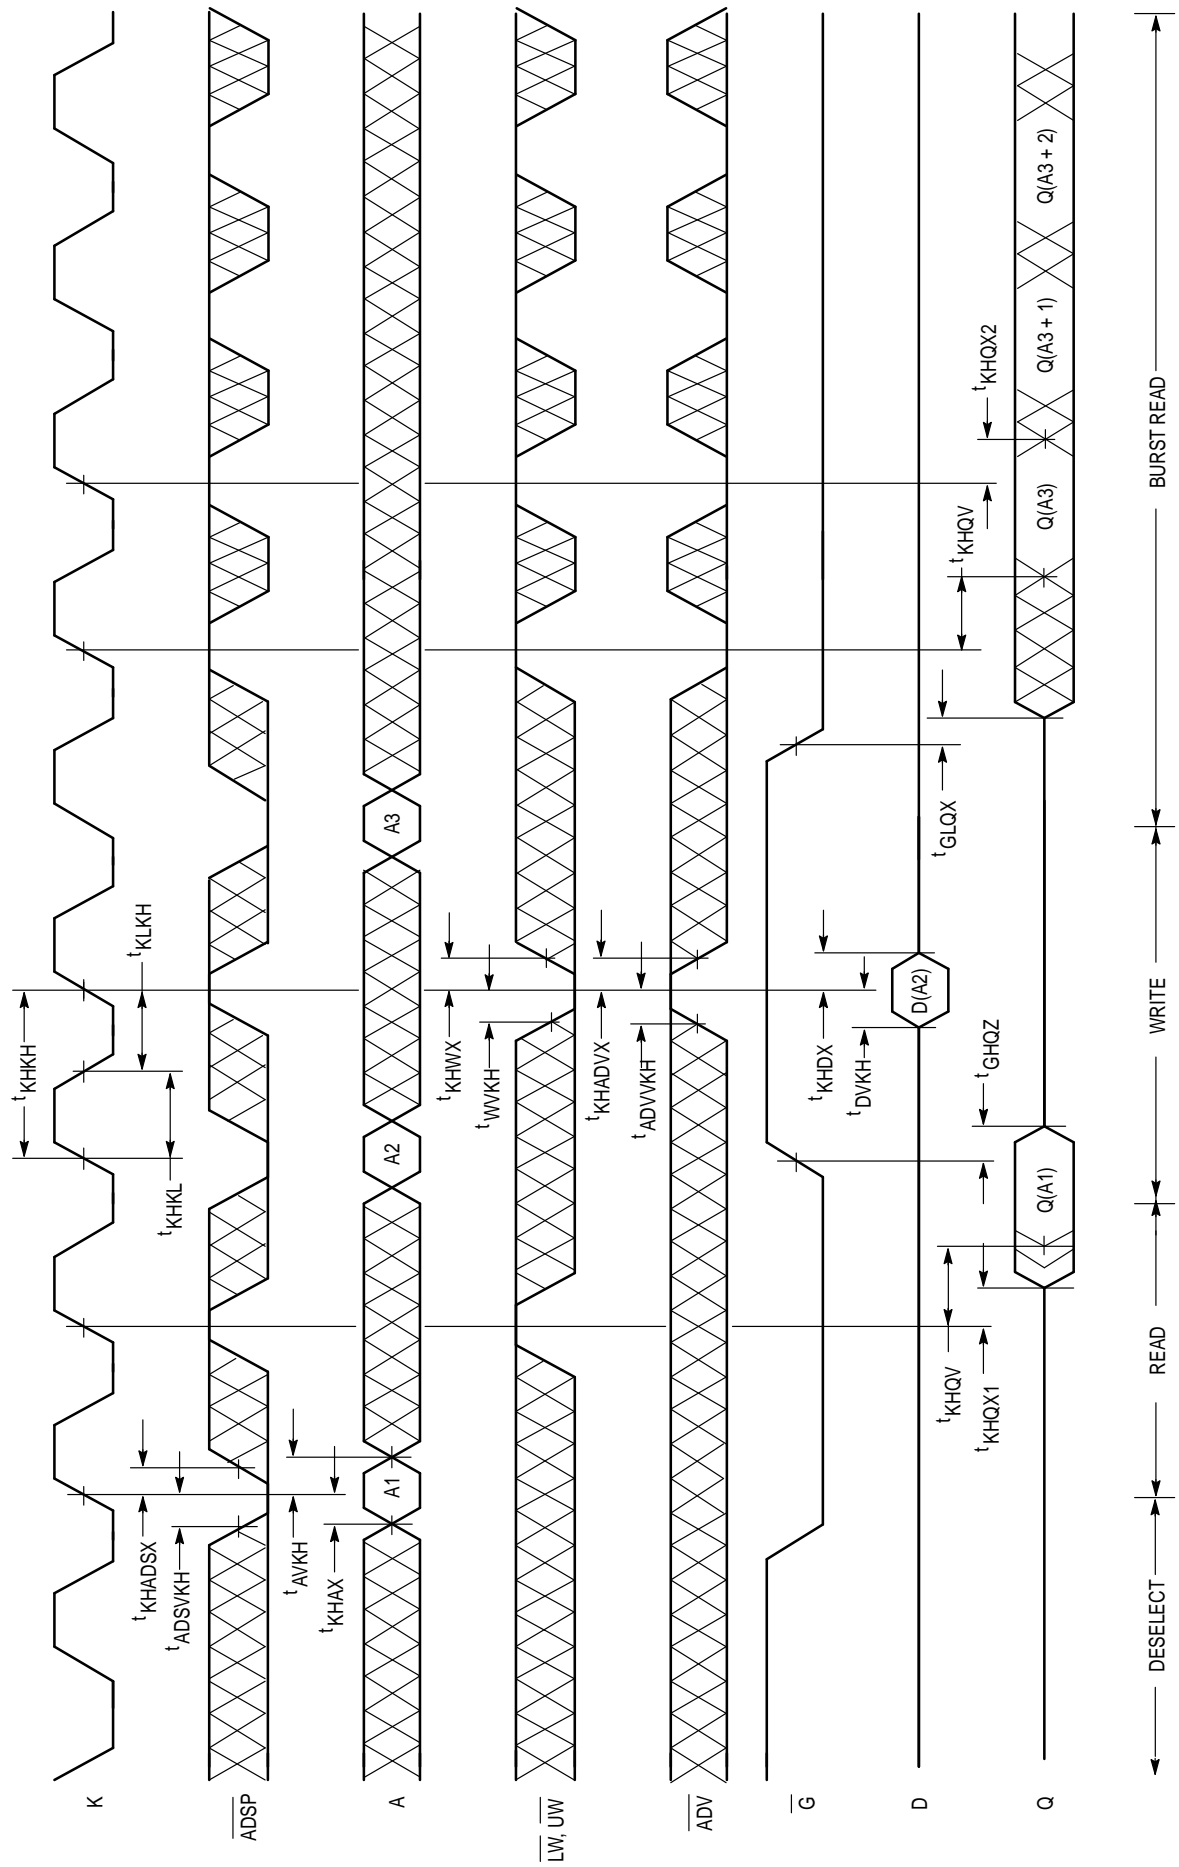 K
ADSP
A
LW, UW
ADV
G
D
Q
tKHKH
tKLKH
tKHKL
tKHADSX
tADSVKH
tAVKH
tKHAX
A1
A2
A3
tKHWX
tWVKH
tKHADVX
tADVVKH
tKHDX
tDVKH
D(A2)
tGLQX
tGHQZ
tKHQV
tKHQX1
tKHQV
tKHQX2
Q(A1)
Q(A3)
Q(A3 + 1)
Q(A3 + 2)
DESELECT
READ
WRITE
BURST READ